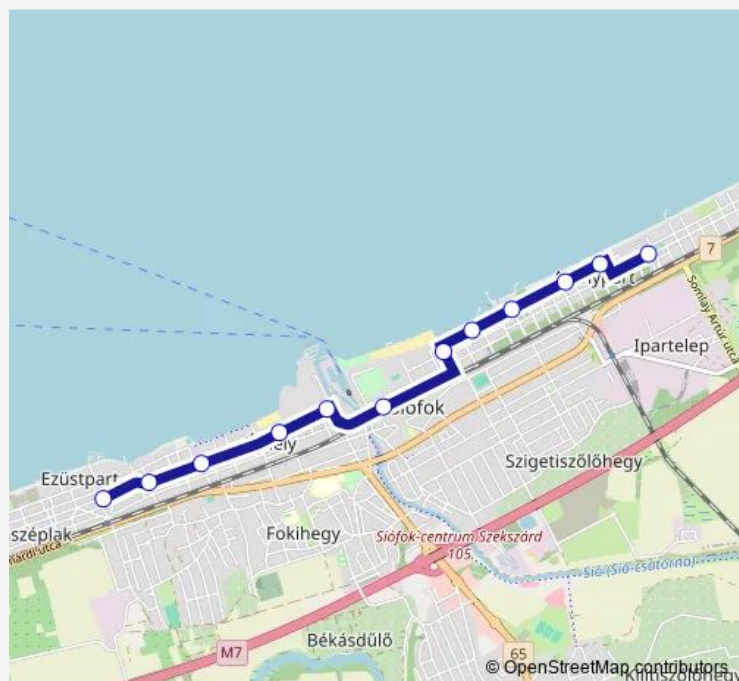 7
Somlay Artúr utca
Ipartelep
Siófok
Ezüstpart
Szigetiszőlőhegy
széplak
Fokihegy
Siófok-centrum Szekszárd
105.
Sió (Sió-csatorna)
M7
Békásdűlő
65
© OpenStreetMap contributors